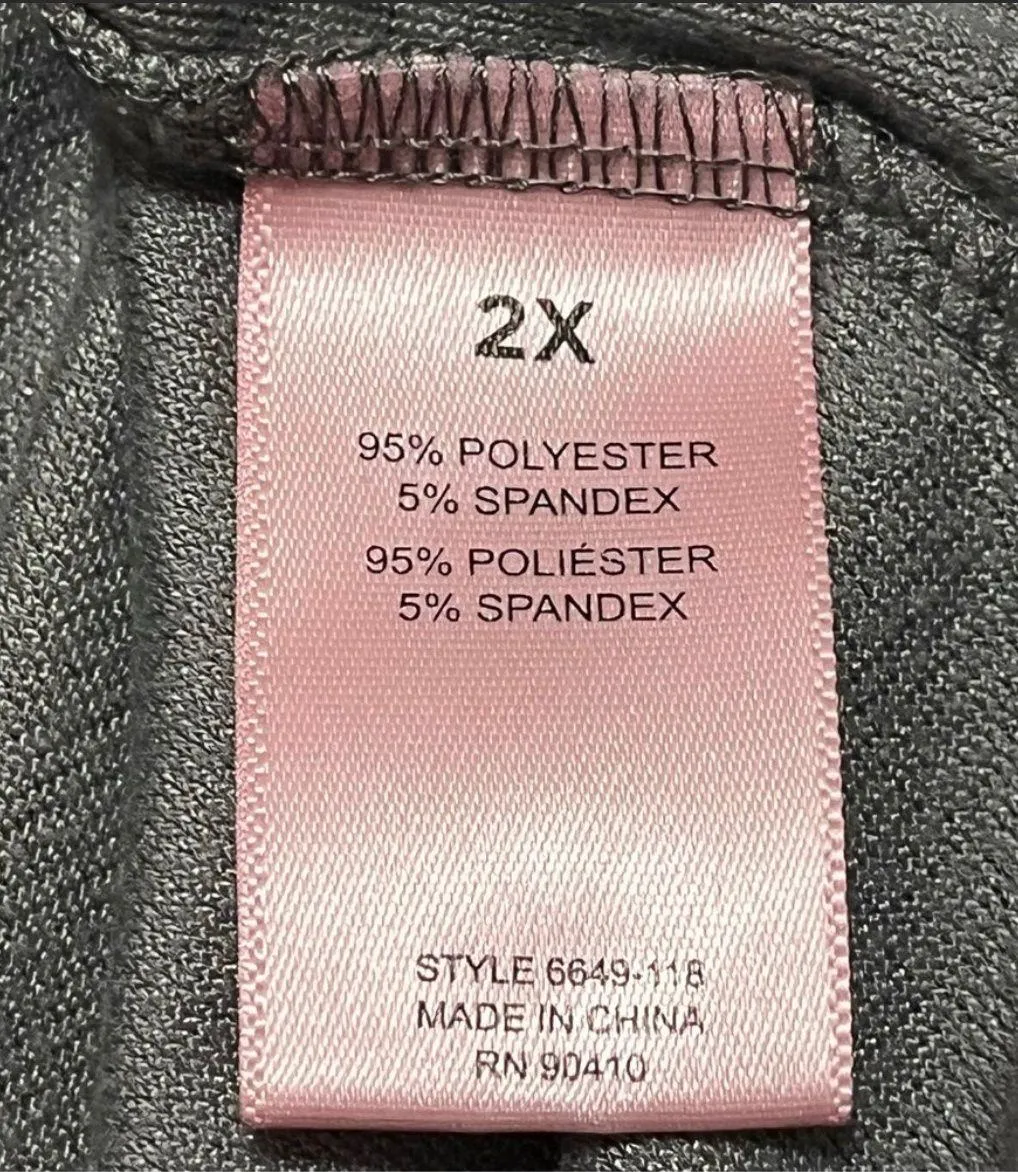 2X
95% POLYESTER
5% SPANDEX
95% POLIÉSTER
5% SPANDEX
STYLE 6649-118
MADE IN CHINA
RN 90410